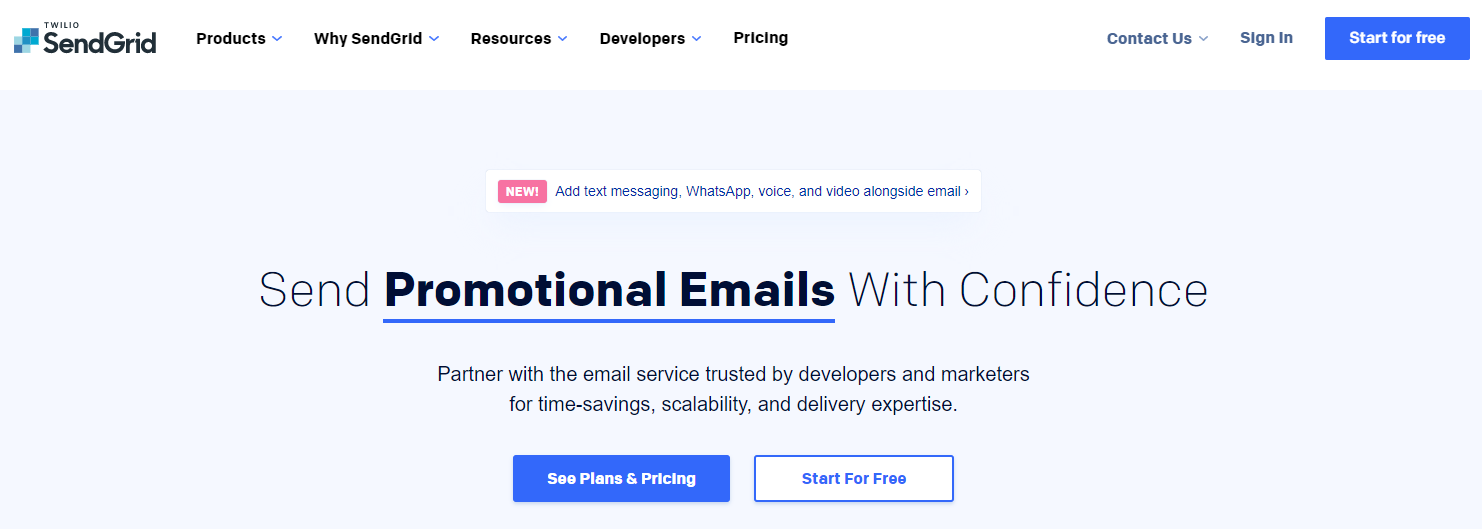 TWILIO
SendGrid
Products
Why SendGrid
Resources
Developers
Pricing
Contact Us
Sign In
Start for free
NEW! Add text messaging, WhatsApp, voice, and video alongside email ›
Send Promotional Emails With Confidence
Partner with the email service trusted by developers and marketers
for time-savings, scalability, and delivery expertise.
See Plans & Pricing
Start For Free